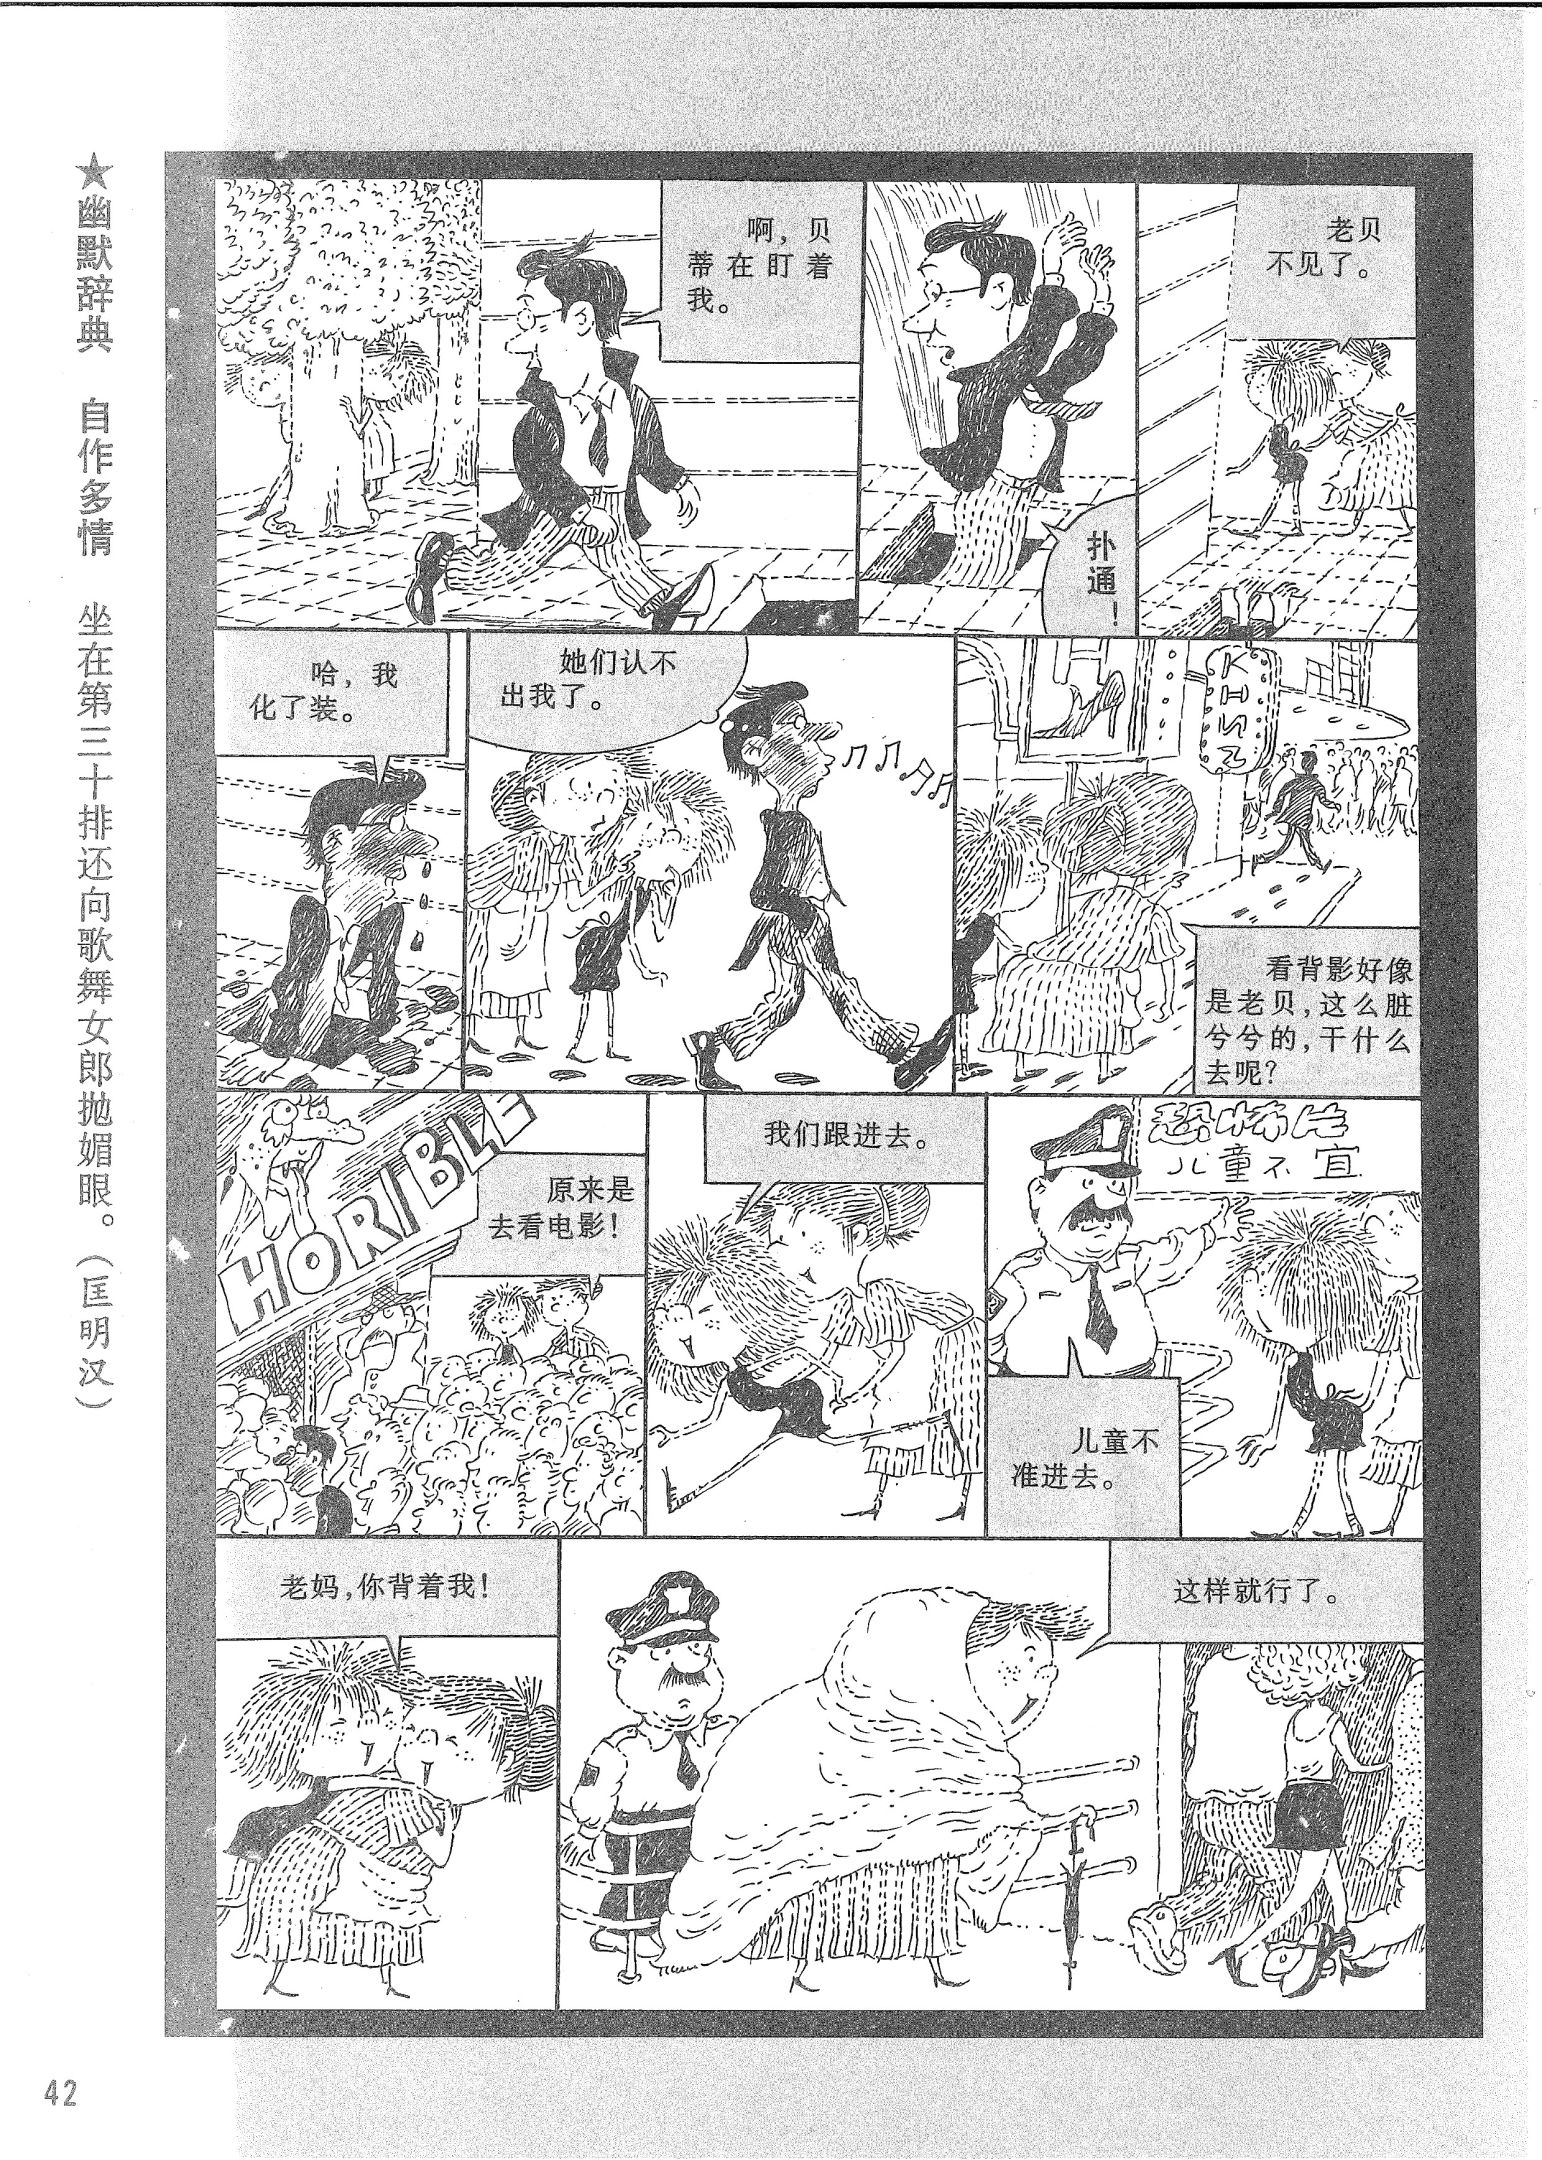 ★幽默辞典 自作多情 坐在第三十排还向歌舞女郎抛媚眼。(匡明汉)
啊，贝
蒂在盯着
我。
扑通！
老贝
不见了。
哈，我
化了装。
她们认不
出我了。
看背影好像
是老贝，这么脏
兮兮的，干什么
去呢？
HORIBLE
原来是
去看电影！
我们跟进去。
恐怖片
儿童不宜
儿童不
准进去。
老妈，你背着我！
这样就行了。
42